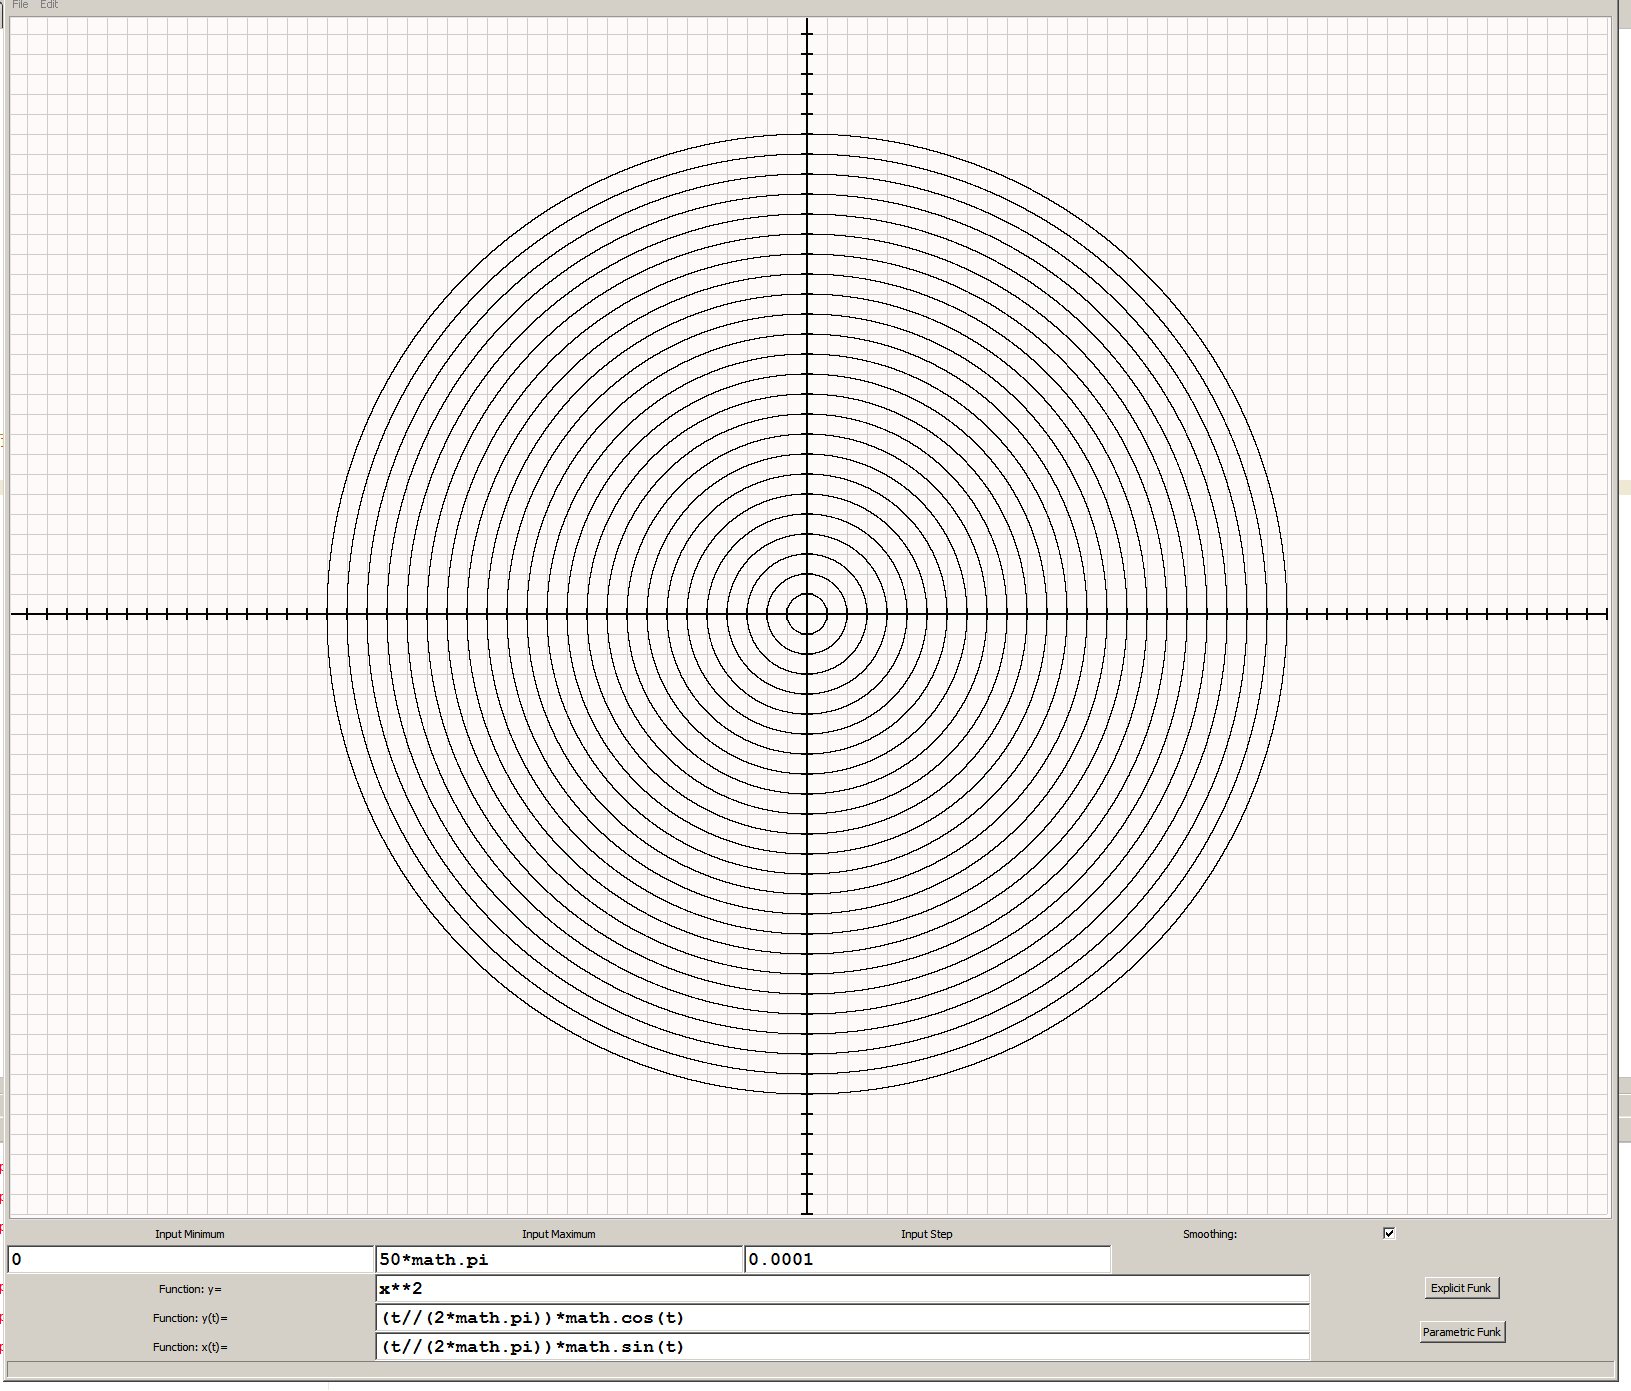 File Edit
Input Minimum Input Maximum Input Step Smoothing:
0 50*math.pi 0.0001
Function: y= x**2 Explicit Funk
Function: y(t)= (t//(2*math.pi))*math.cos(t)
Parametric Funk
Function: x(t)= (t//(2*math.pi))*math.sin(t)